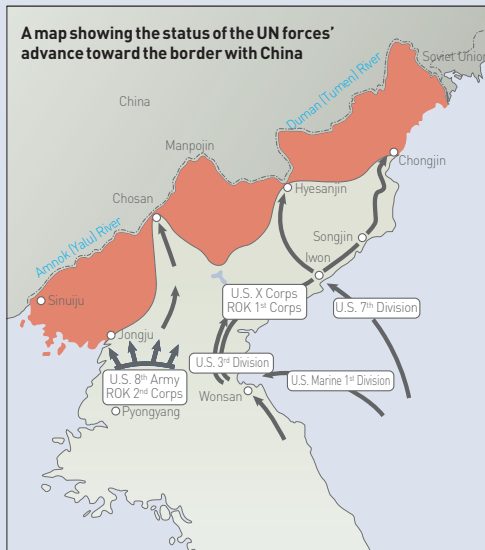 A map showing the status of the UN forces'
advance toward the border with China
Soviet Union
Duman (Tumen) River
China
Manpojin
Chongjin
Hyesanjin
Chosan
Amnok (Yalu) River
Songjin
Iwon
Sinuiju
U.S. X Corps
ROK 1st Corps
U.S. 7th Division
Jongju
U.S. 3rd Division
U.S. 8th Army
ROK 2nd Corps
U.S. Marine 1st Division
Wonsan
Pyongyang